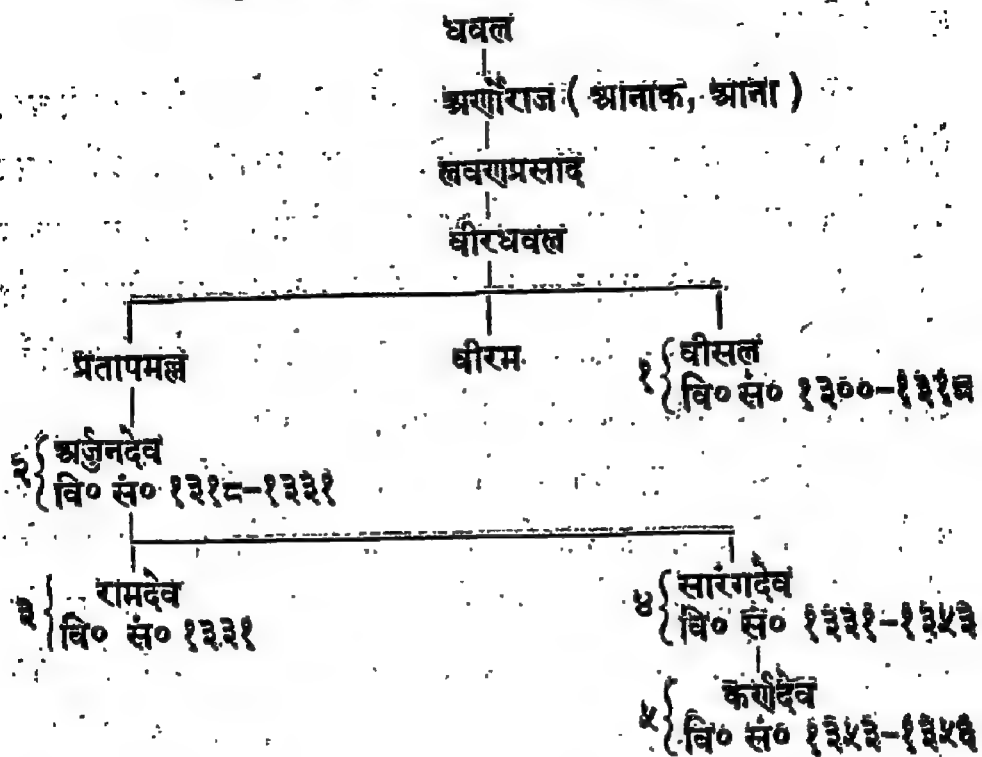 धवल
अर्णोराज ( आनाक, आना )
लवणप्रसाद
वीरधवल
प्रतापमल्ल
वीरम
१ { वीसल
वि० सं० १३००-१३१८
२ { अर्जुनदेव
वि० सं० १३१८-१३३१
३ { रामदेव
वि० सं० १३३१
४ { सारंगदेव
वि० सं० १३३१-१३५३
५ { कर्णदेव
वि० सं० १३५३-१३५६